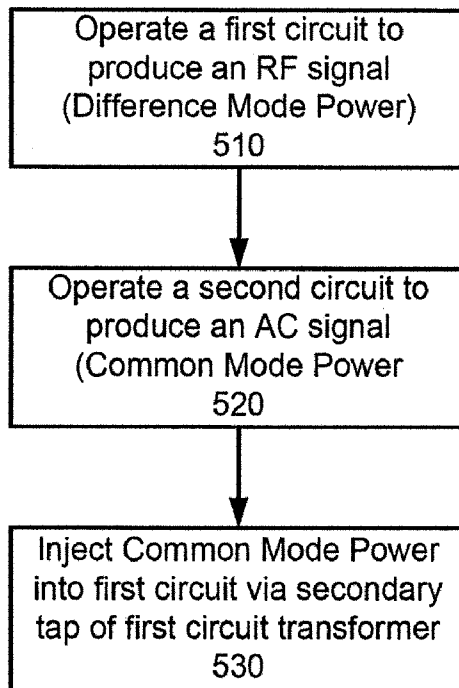 Operate a first circuit to
produce an RF signal
(Difference Mode Power)
510
Operate a second circuit to
produce an AC signal
(Common Mode Power
520
Inject Common Mode Power
into first circuit via secondary
tap of first circuit transformer
530